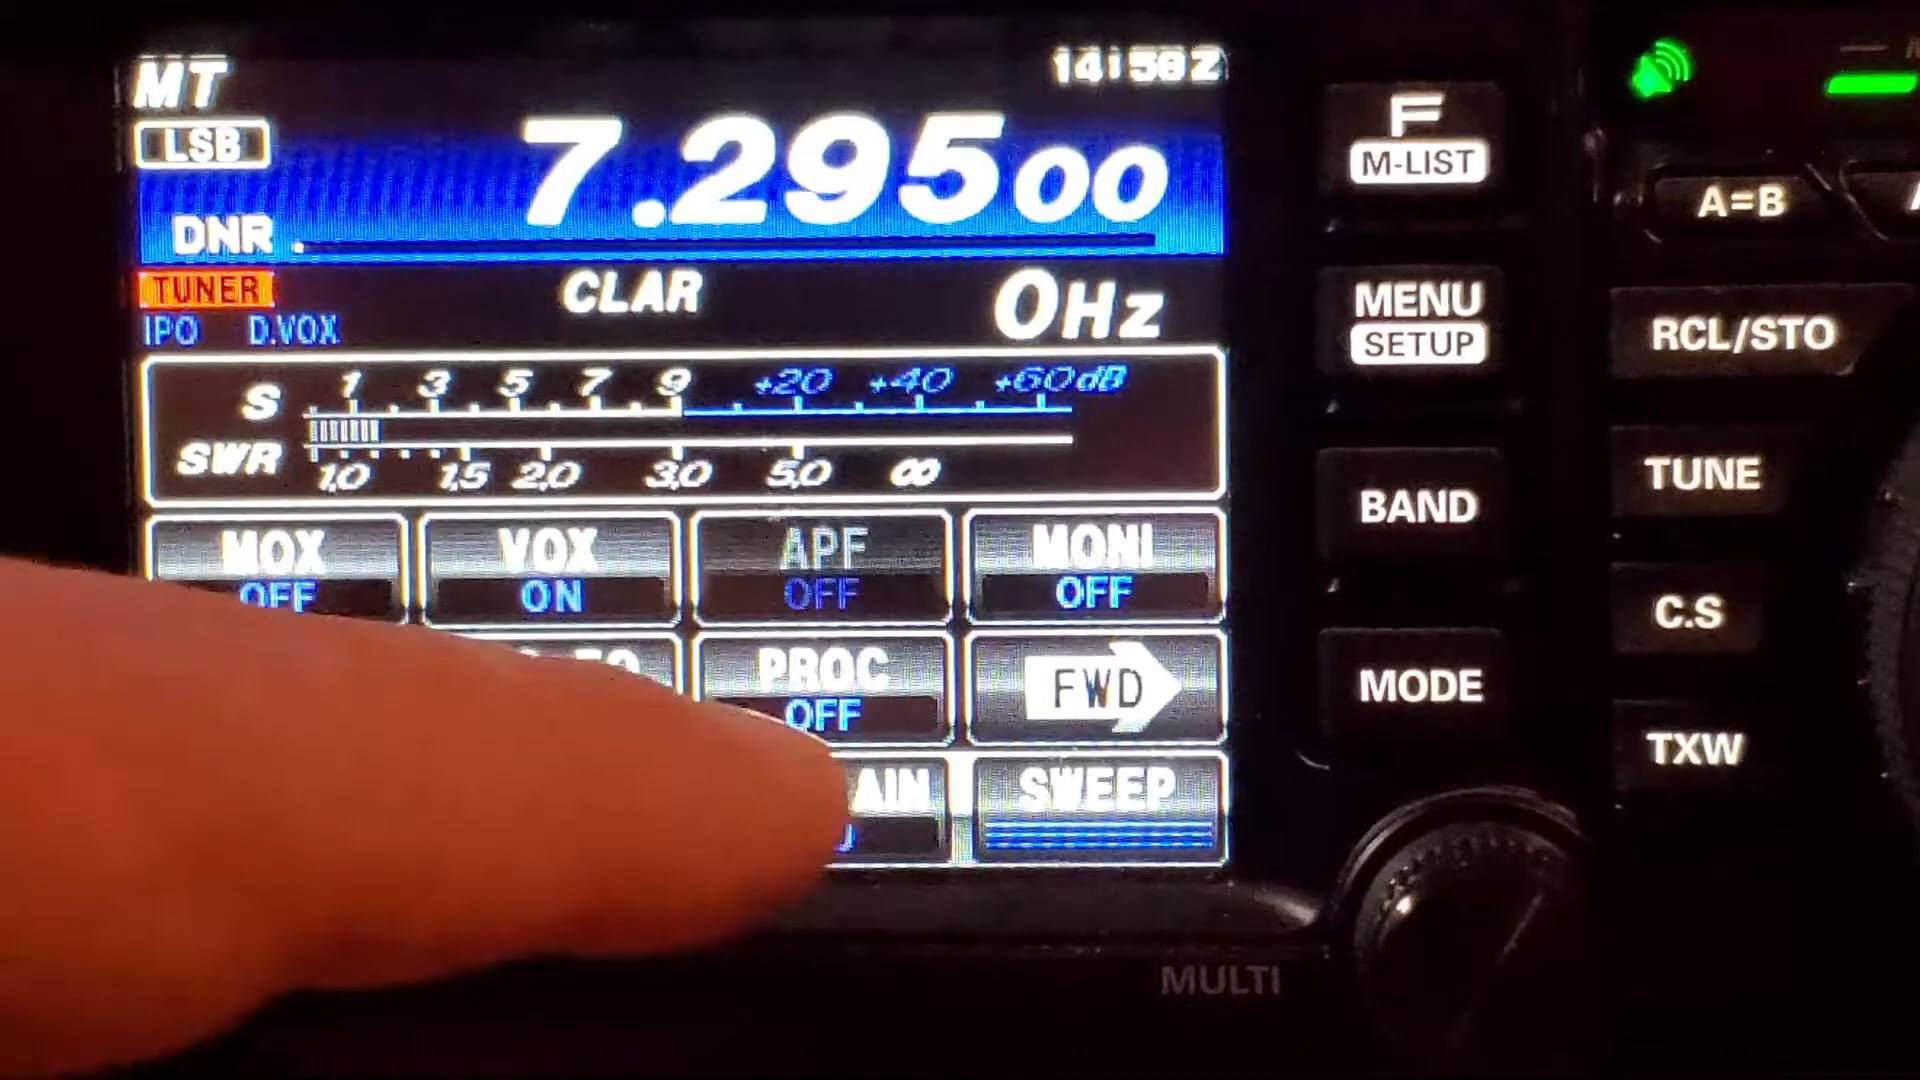 MT
14:58Z
LSB
7.29500
DNR
TUNER
CLAR
0Hz
IPO D.VOX
S 1 3 5 7 9 +20 +40 +60dB
SWR 1,0 1,5 2,0 3,0 5,0 ∞
MOX
OFF
VOX
ON
APF
OFF
MONI
OFF
PROC
OFF
FWD
AIN
SWEEP
F
M-LIST
MENU
SETUP
BAND
MODE
A=B
RCL/STO
TUNE
C.S
TXW
MULTI